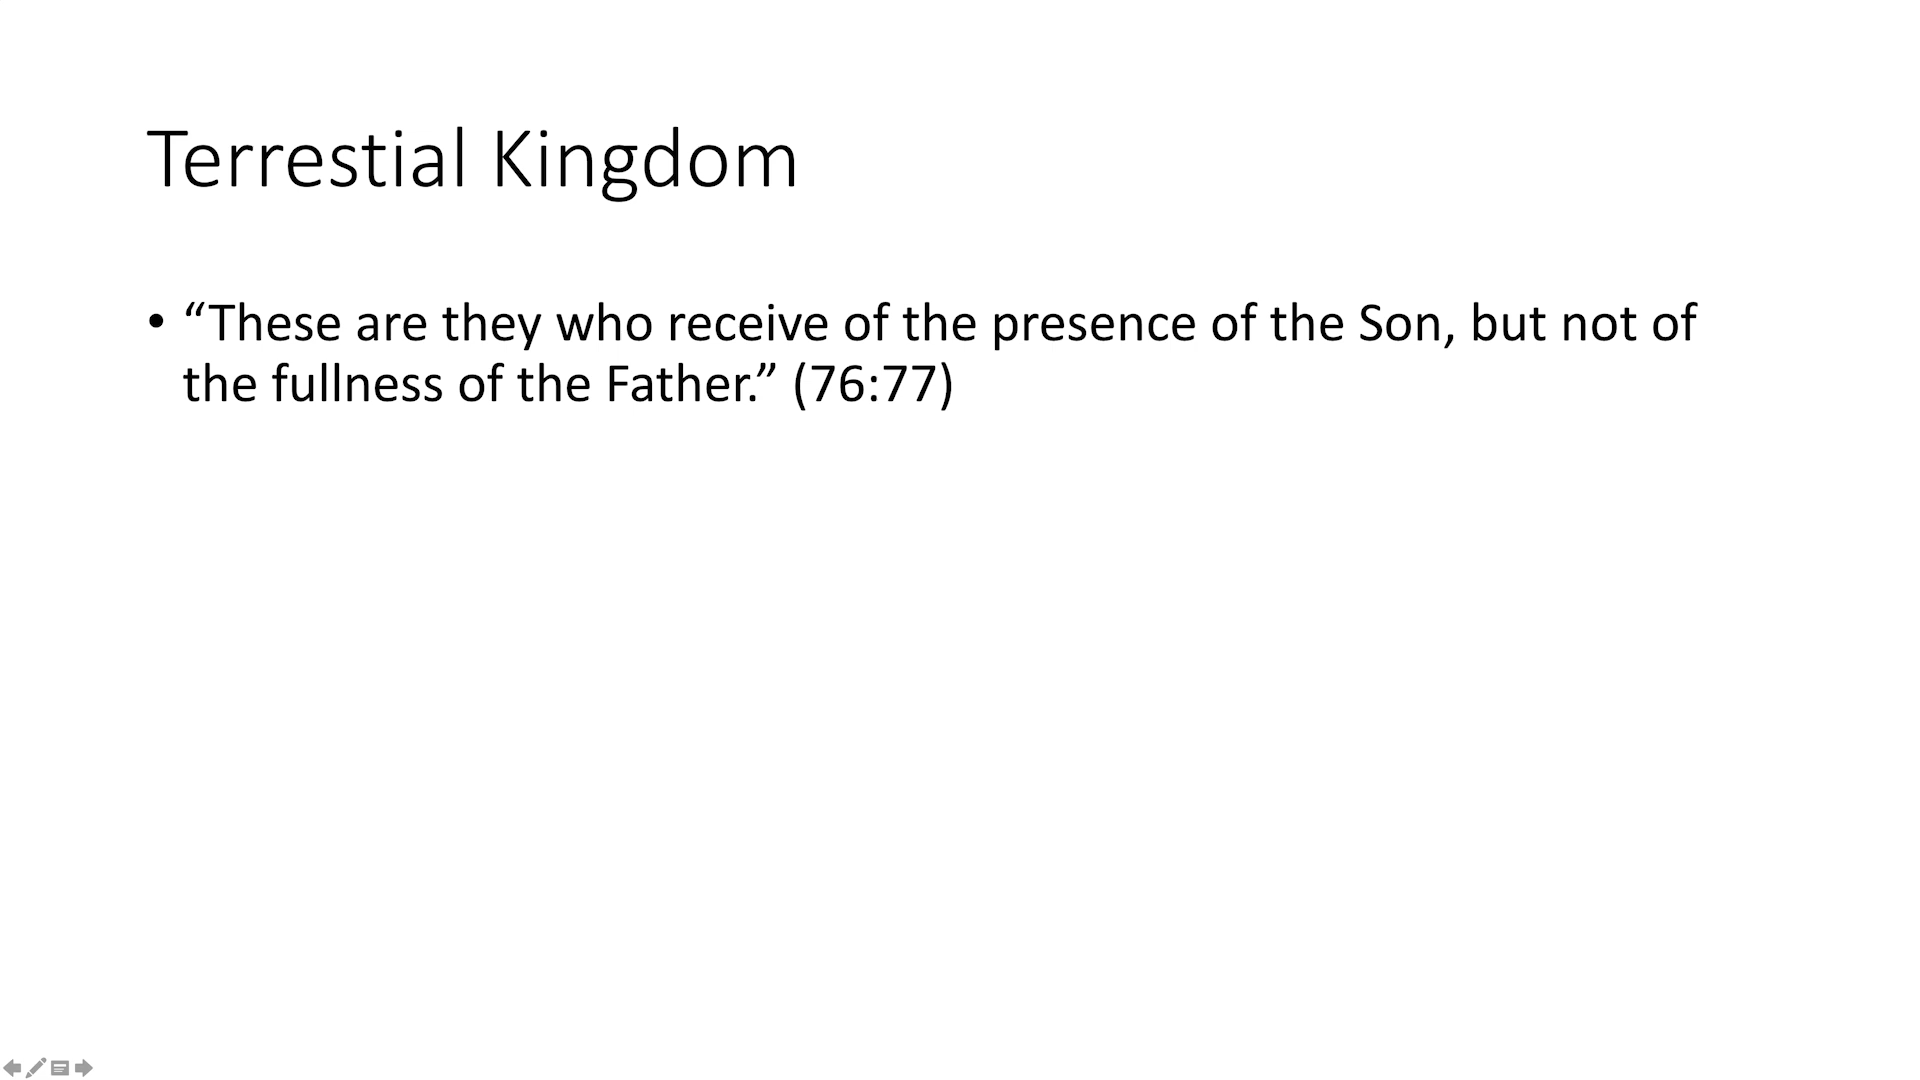 Terrestial Kingdom
• “These are they who receive of the presence of the Son, but not of
the fullness of the Father.” (76:77)